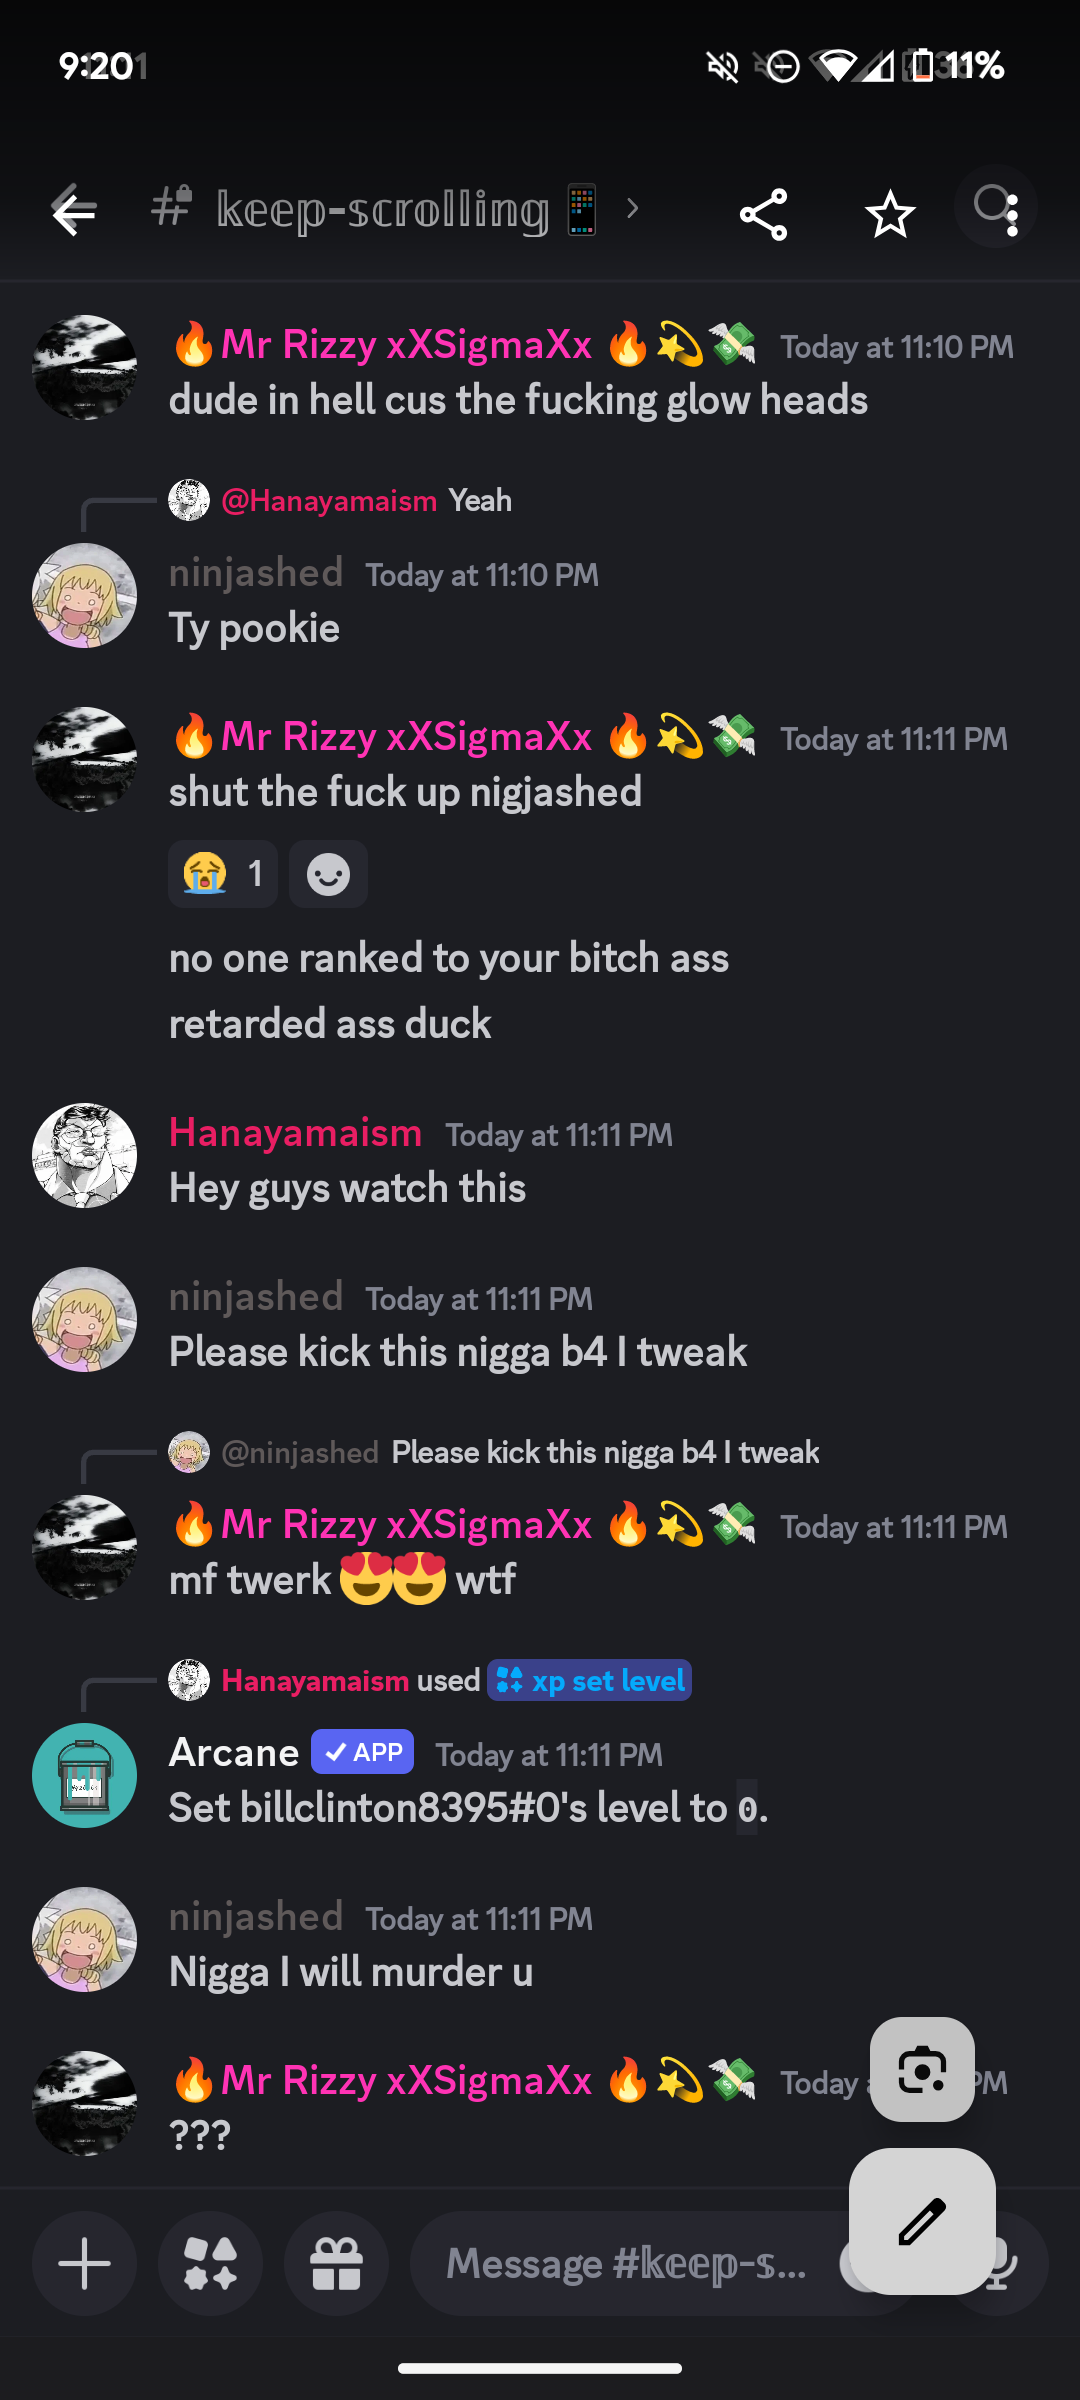 9:20
11%
# 𝕜𝕖𝕖𝕡-𝕤𝕔𝕣𝕠𝕝𝕝𝕚𝕟𝕘📱
🔥Mr Rizzy xXSigmaXx 🔥💫💸 Today at 11:10 PM
dude in hell cus the fucking glow heads
@Hanayamaism Yeah
ninjashed Today at 11:10 PM
Ty pookie
🔥Mr Rizzy xXSigmaXx 🔥💫💸 Today at 11:11 PM
shut the fuck up nigjashed
😭 1
no one ranked to your bitch ass
retarded ass duck
Hanayamaism Today at 11:11 PM
Hey guys watch this
ninjashed Today at 11:11 PM
Please kick this nigga b4 I tweak
@ninjashed Please kick this nigga b4 I tweak
🔥Mr Rizzy xXSigmaXx 🔥💫💸 Today at 11:11 PM
mf twerk 😍😍 wtf
Hanayamaism used xp set level
Arcane APP Today at 11:11 PM
Set billclinton8395#0's level to 0.
ninjashed Today at 11:11 PM
Nigga I will murder u
🔥Mr Rizzy xXSigmaXx 🔥💫💸 Today PM
???
Message #𝕜𝕖𝕖𝕡-𝕤...